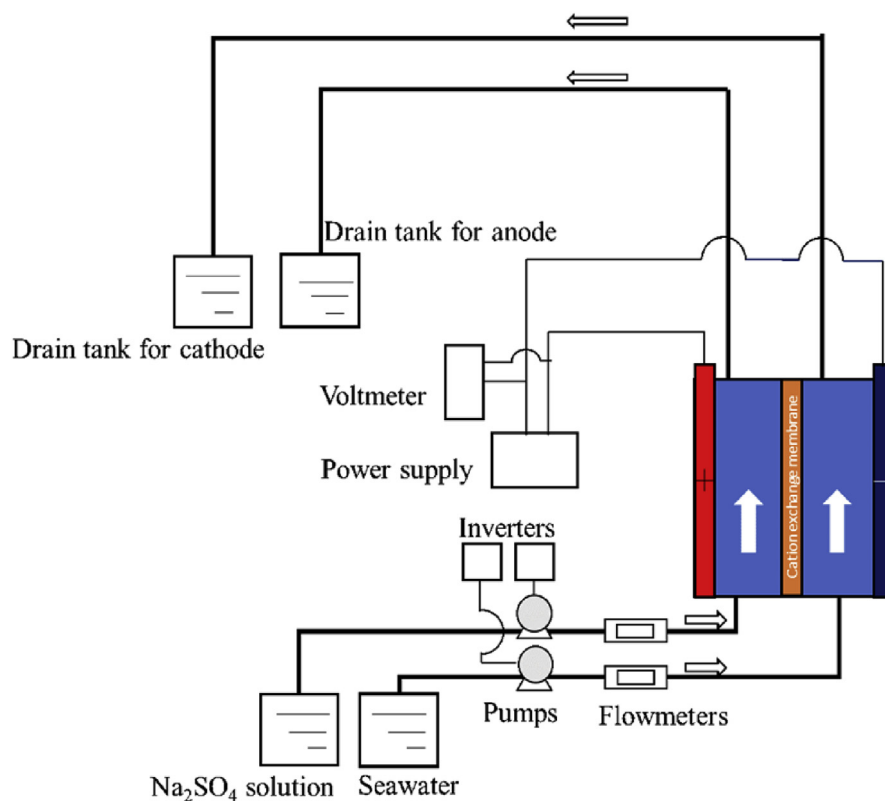 Drain tank for anode
Drain tank for cathode
Voltmeter
Power supply
Cation exchange membrane
Inverters
Pumps
Flowmeters
Na₂SO₄ solution
Seawater